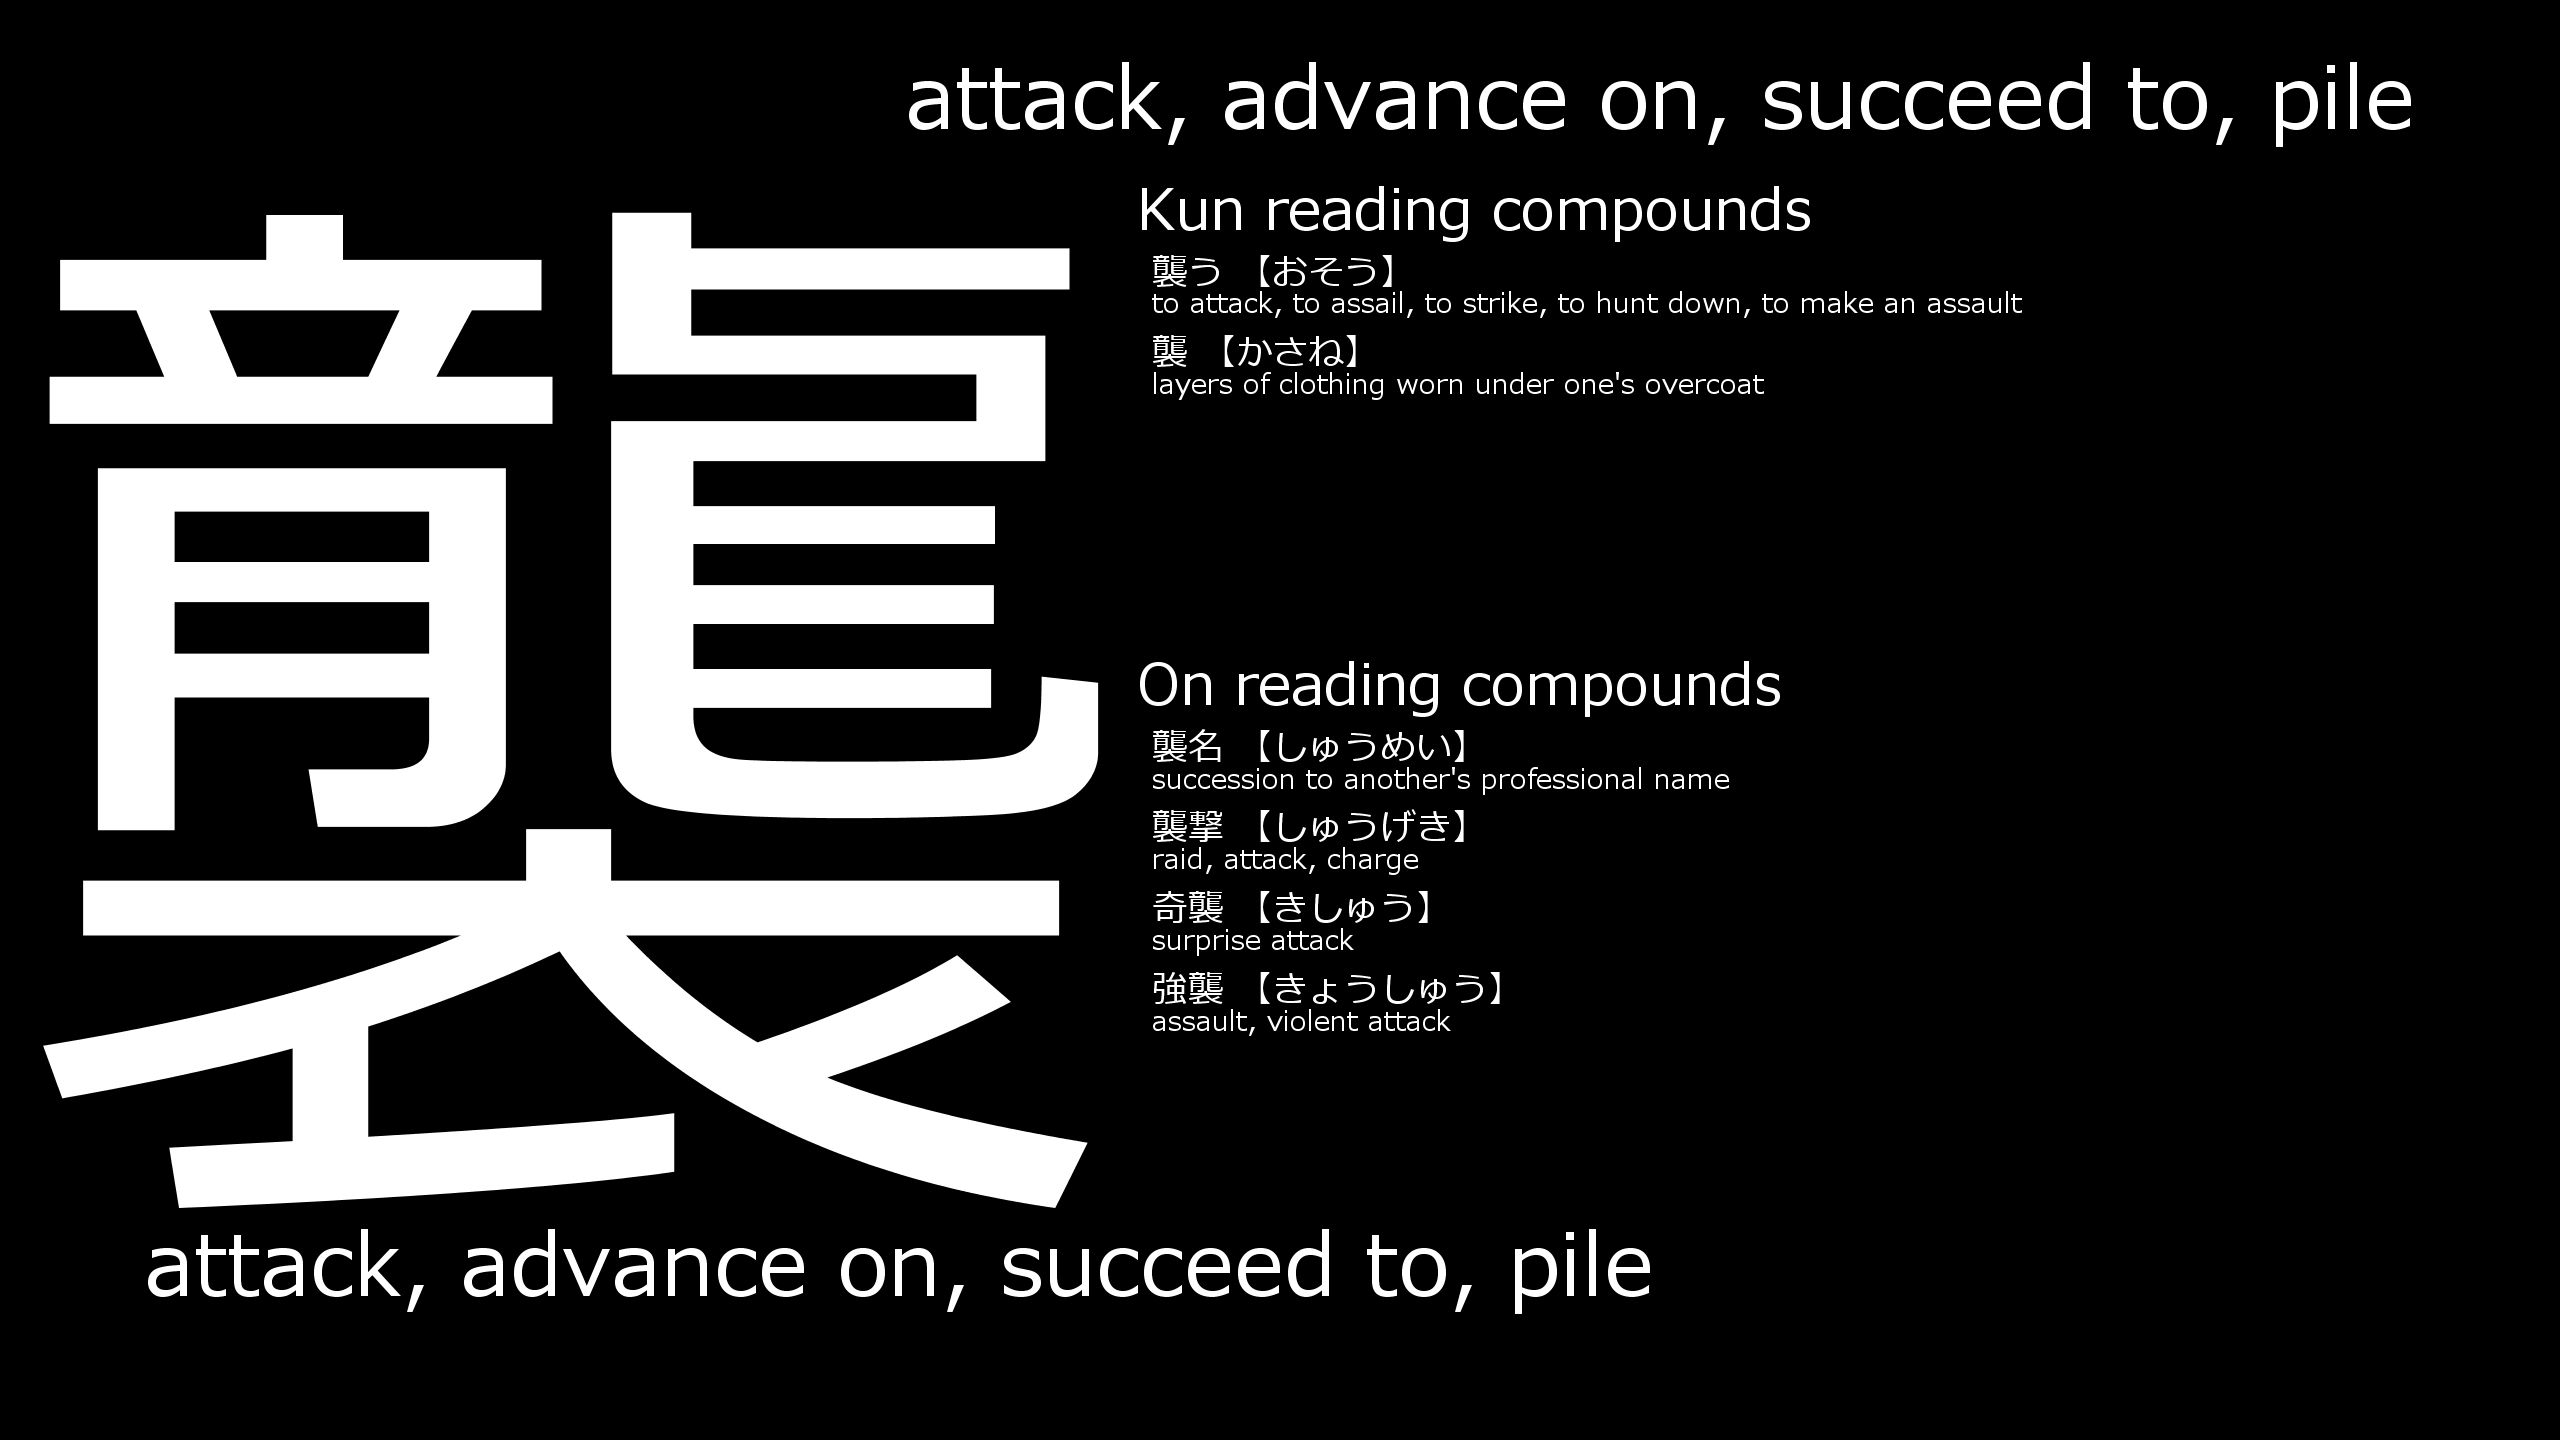 attack, advance on, succeed to, pile
襲
Kun reading compounds
襲う 【おそう】
to attack, to assail, to strike, to hunt down, to make an assault
襲 【かさね】
layers of clothing worn under one's overcoat
On reading compounds
襲名 【しゅうめい】
succession to another's professional name
襲撃 【しゅうげき】
raid, attack, charge
奇襲 【きしゅう】
surprise attack
強襲 【きょうしゅう】
assault, violent attack
attack, advance on, succeed to, pile